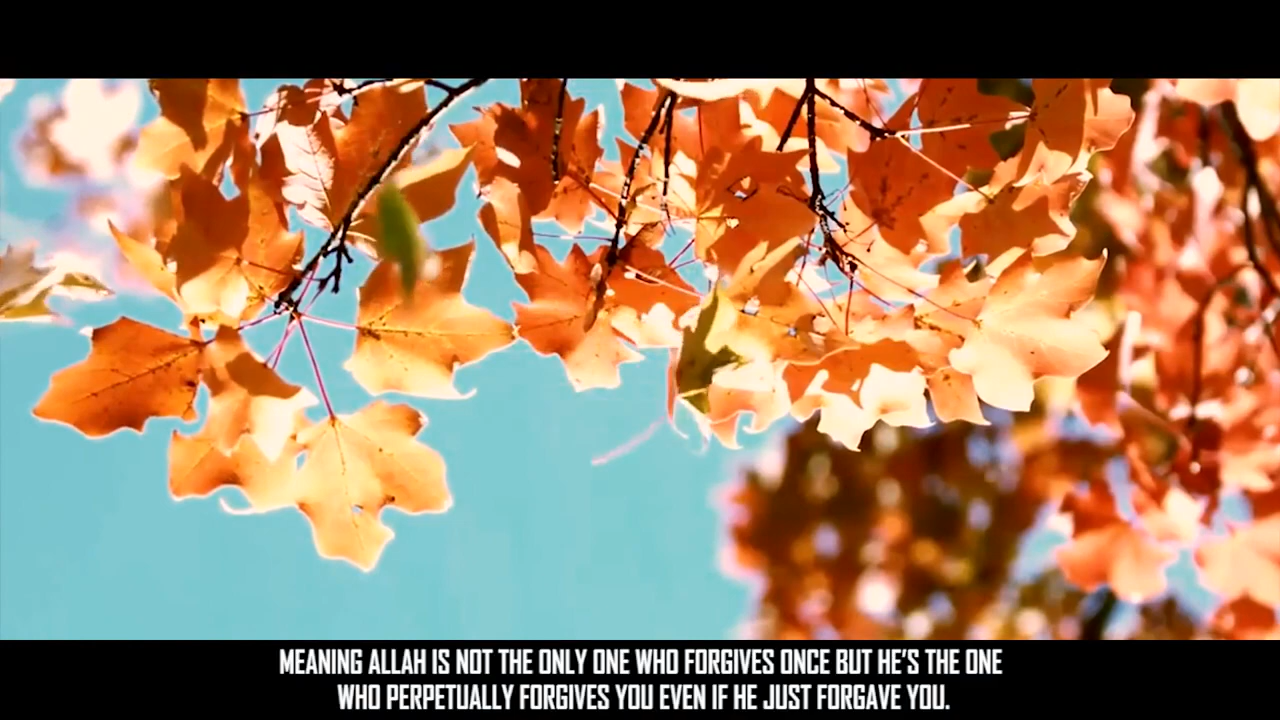 MEANING ALLAH IS NOT THE ONLY ONE WHO FORGIVES ONCE BUT HE'S THE ONE
WHO PERPETUALLY FORGIVES YOU EVEN IF HE JUST FORGAVE YOU.